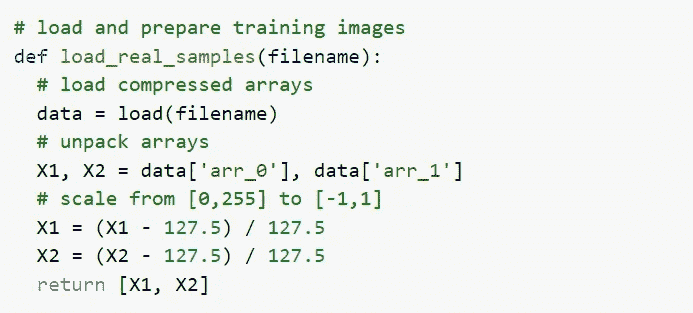 # load and prepare training images
def load_real_samples(filename):
  # load compressed arrays
  data = load(filename)
  # unpack arrays
  X1, X2 = data['arr_0'], data['arr_1']
  # scale from [0,255] to [-1,1]
  X1 = (X1 - 127.5) / 127.5
  X2 = (X2 - 127.5) / 127.5
  return [X1, X2]